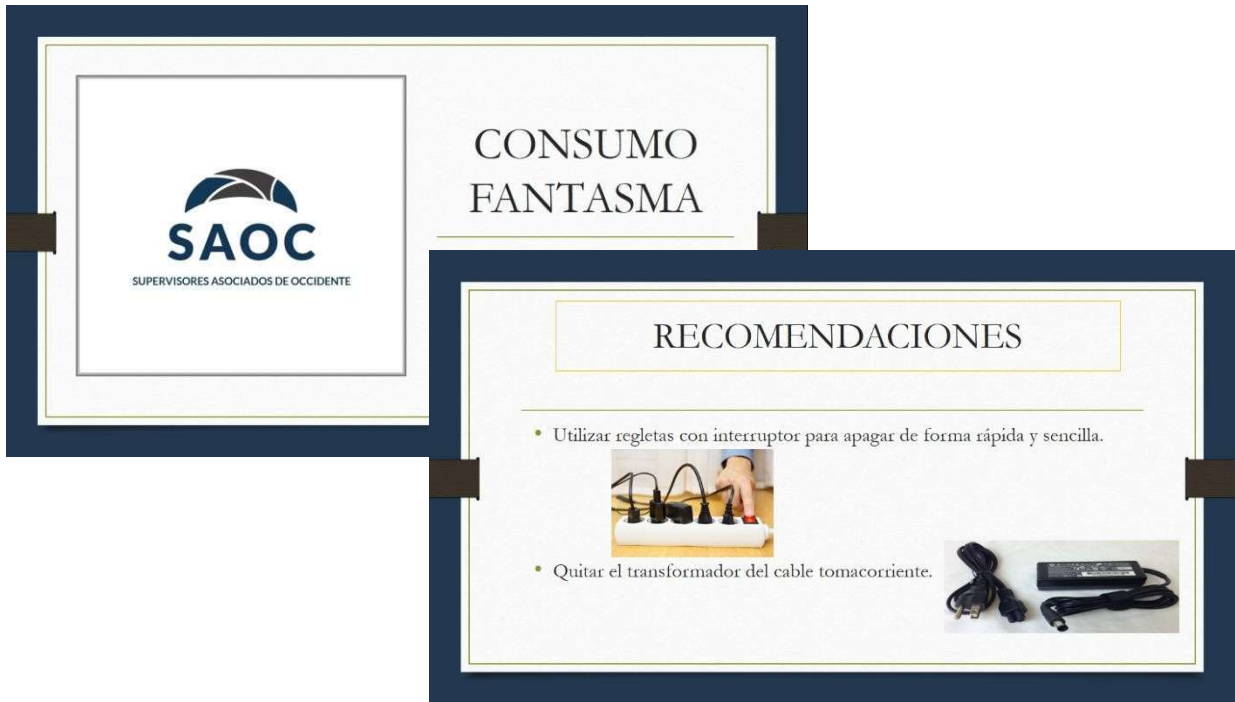 SAOC
SUPERVISORES ASOCIADOS DE OCCIDENTE
CONSUMO
FANTASMA
RECOMENDACIONES
• Utilizar regletas con interruptor para apagar de forma rápida y sencilla.
• Quitar el transformador del cable tomacorriente.